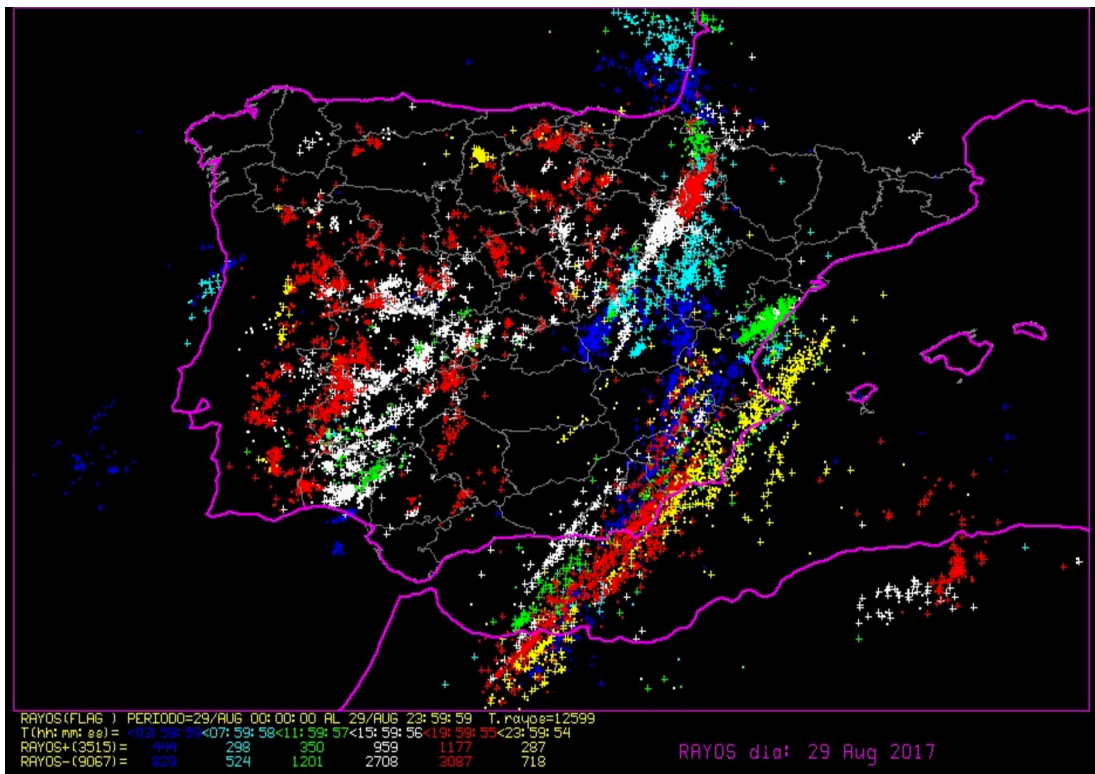 RAYOS(FLAG ) PERIODO=29/AUG 00:00:00 AL 29/AUG 23:59:59 T.rayos=12599
T(hh:mm:ss)= <03:59:59<07:59:58<11:59:57<15:59:56<19:59:55<23:59:54
RAYOS+(3515)= 444 298 350 959 1177 287
RAYOS-(9067)= 829 524 1201 2708 3087 718
RAYOS dia: 29 Aug 2017